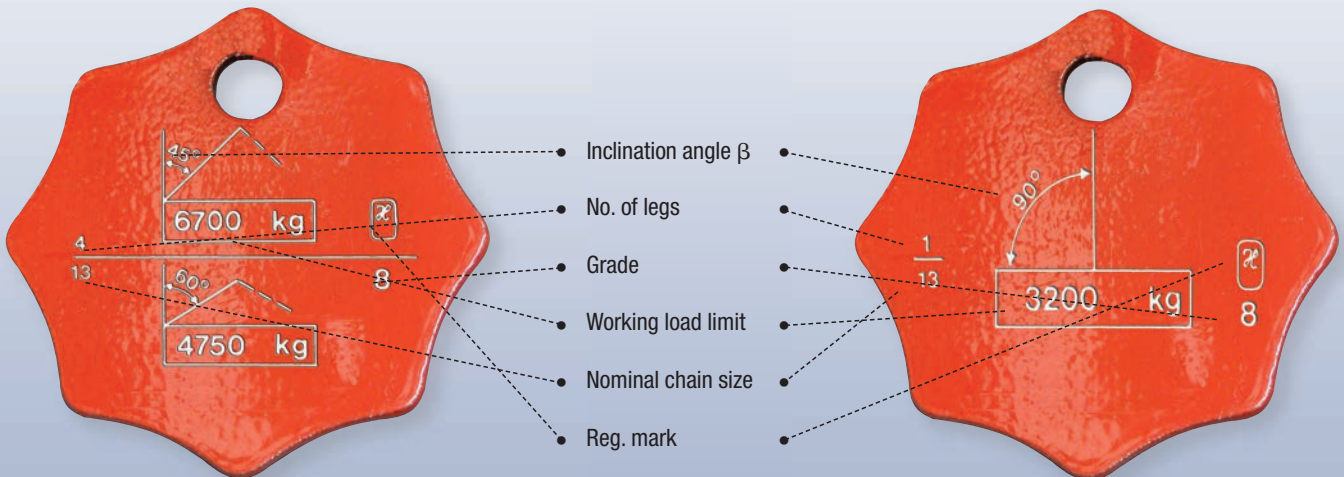 45°
6700 kg
4
13
8
60°
4750 kg
Inclination angle β
No. of legs
Grade
Working load limit
Nominal chain size
Reg. mark
90°
1
13
3200 kg
8